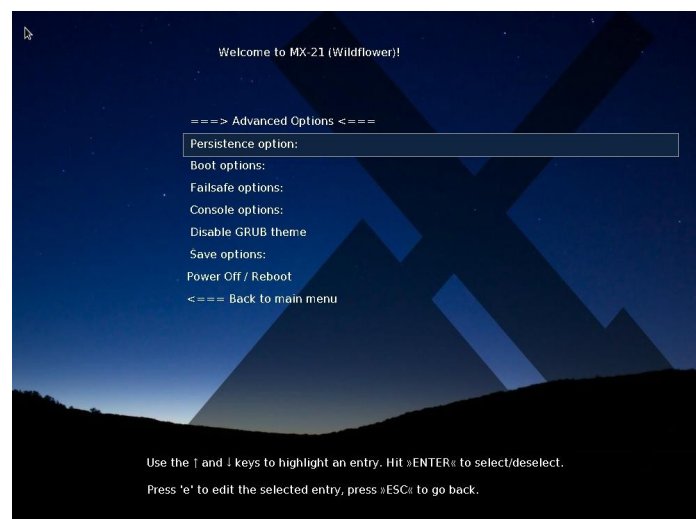 Welcome to MX-21 (Wildflower)!
===> Advanced Options <===
Persistence option:
Boot options:
Failsafe options:
Console options:
Disable GRUB theme
Save options:
Power Off / Reboot
<=== Back to main menu
Use the ↑ and ↓ keys to highlight an entry. Hit »ENTER« to select/deselect.
Press 'e' to edit the selected entry, press »ESC« to go back.